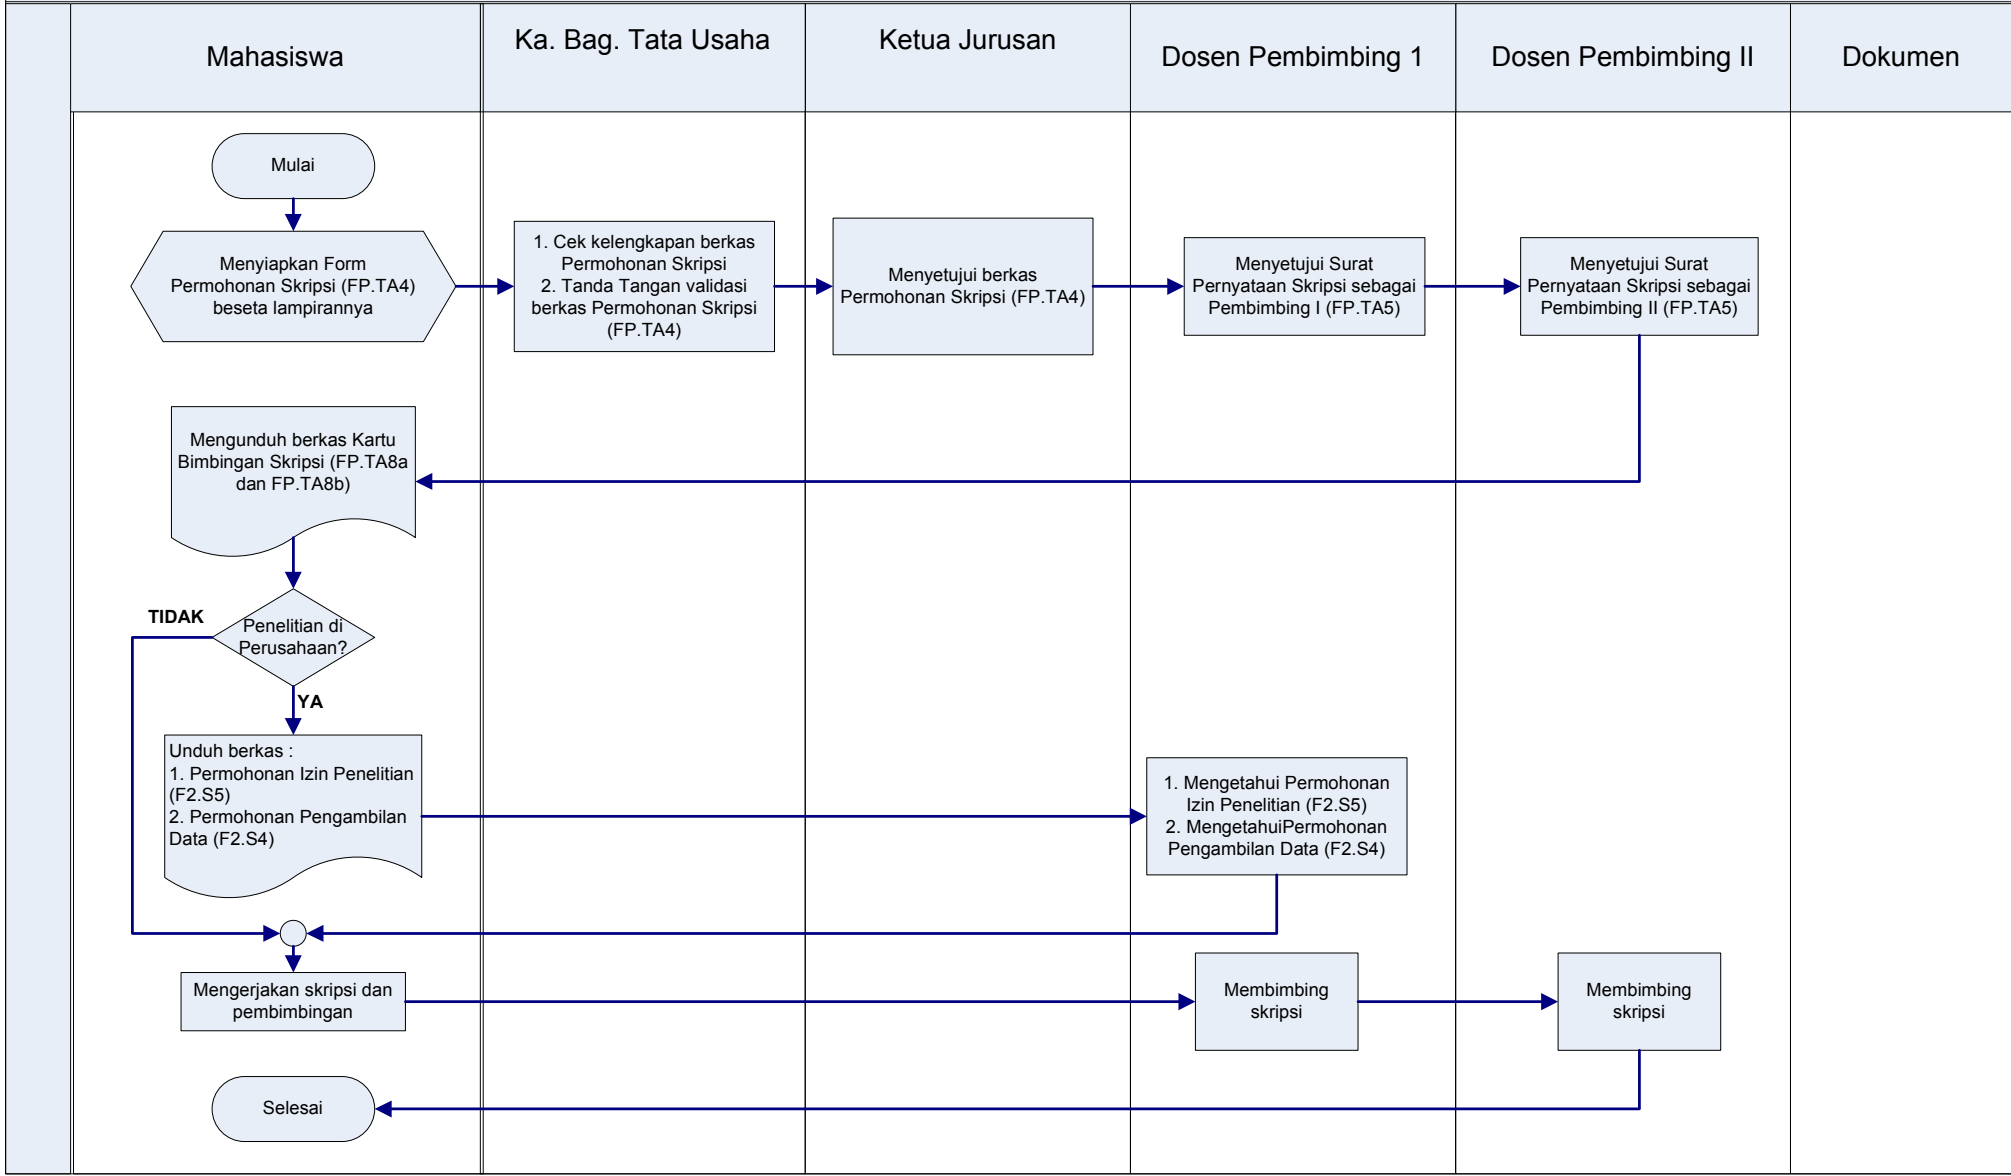 Mahasiswa
Ka. Bag. Tata Usaha
Ketua Jurusan
Dosen Pembimbing 1
Dosen Pembimbing II
Dokumen
Mulai
Menyiapkan Form
Permohonan Skripsi (FP.TA4)
beseta lampirannya
1. Cek kelengkapan berkas
Permohonan Skripsi
2. Tanda Tangan validasi
berkas Permohonan Skripsi
(FP.TA4)
Menyetujui berkas
Permohonan Skripsi (FP.TA4)
Menyetujui Surat
Pernyataan Skripsi sebagai
Pembimbing I (FP.TA5)
Menyetujui Surat
Pernyataan Skripsi sebagai
Pembimbing II (FP.TA5)
Mengunduh berkas Kartu
Bimbingan Skripsi (FP.TA8a
dan FP.TA8b)
TIDAK
Penelitian di
Perusahaan?
YA
Unduh berkas :
1. Permohonan Izin Penelitian
(F2.S5)
2. Permohonan Pengambilan
Data (F2.S4)
1. Mengetahui Permohonan
Izin Penelitian (F2.S5)
2. MengetahuiPermohonan
Pengambilan Data (F2.S4)
Mengerjakan skripsi dan
pembimbingan
Membimbing
skripsi
Membimbing
skripsi
Selesai